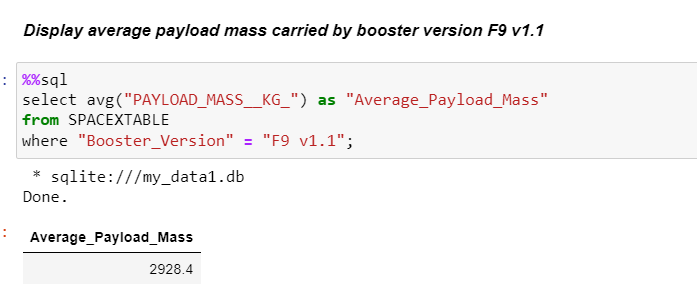 Display average payload mass carried by booster version F9 v1.1
: %%sql
select avg("PAYLOAD_MASS__KG_") as "Average_Payload_Mass"
from SPACEXTABLE
where "Booster_Version" = "F9 v1.1";
* sqlite:///my_data1.db
Done.
:
Average_Payload_Mass
2928.4